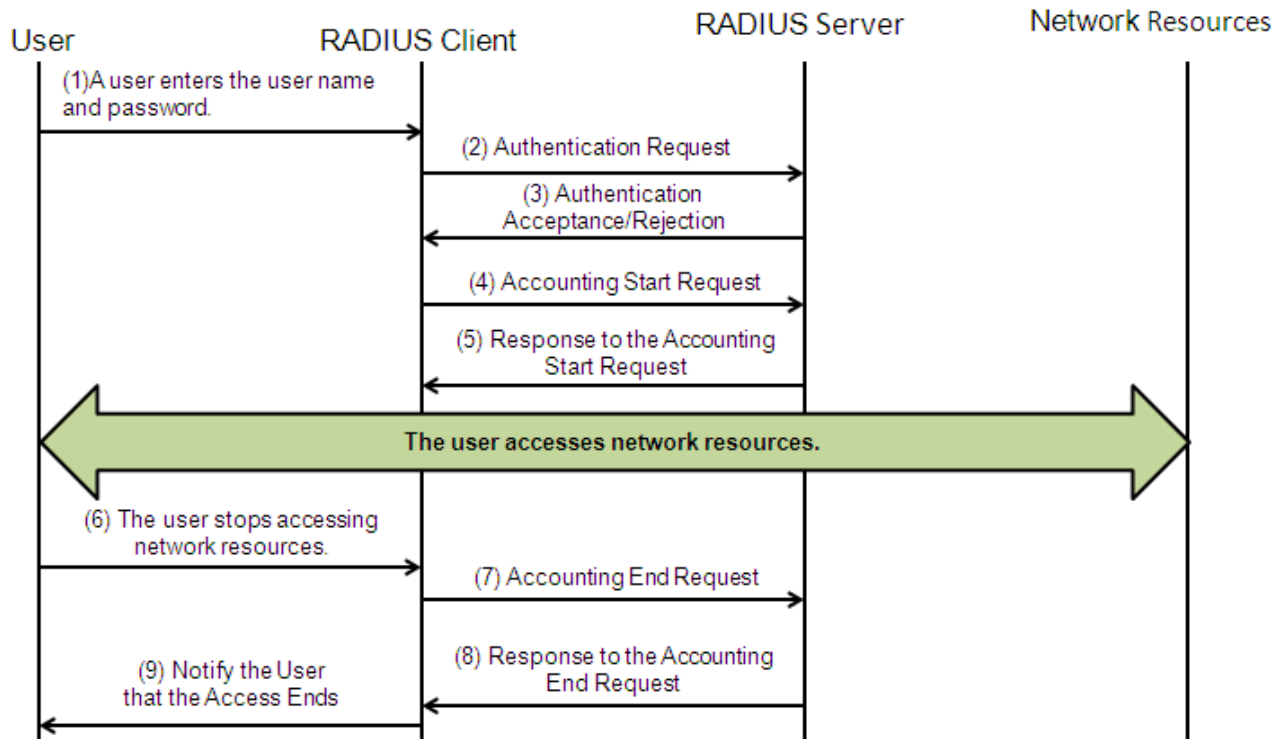 User
RADIUS Client
RADIUS Server
Network Resources
(1)A user enters the user name
and password.
(2) Authentication Request
(3) Authentication
Acceptance/Rejection
(4) Accounting Start Request
(5) Response to the Accounting
Start Request
The user accesses network resources.
(6) The user stops accessing
network resources.
(7) Accounting End Request
(8) Response to the Accounting
End Request
(9) Notify the User
that the Access Ends